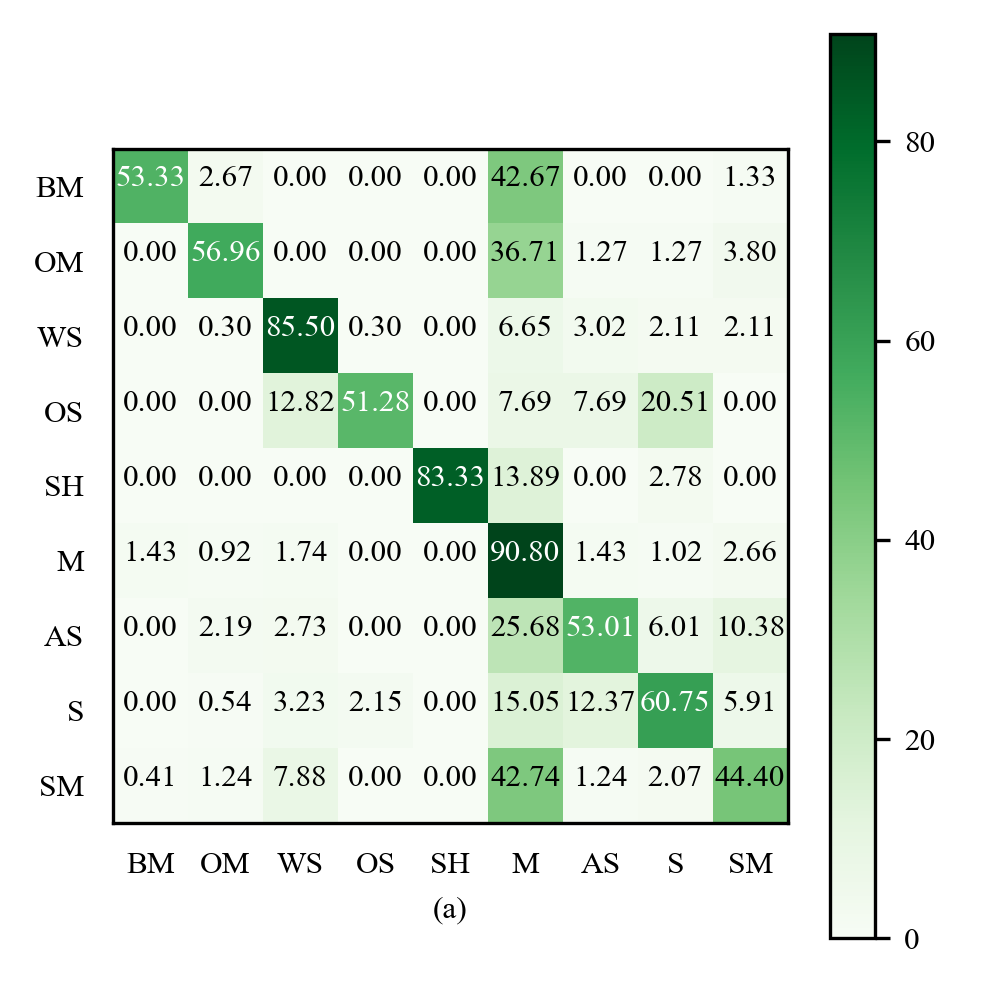 BM 53.33 2.67 0.00 0.00 0.00 42.67 0.00 0.00 1.33
OM 0.00 56.96 0.00 0.00 0.00 36.71 1.27 1.27 3.80
WS 0.00 0.30 85.50 0.30 0.00 6.65 3.02 2.11 2.11
OS 0.00 0.00 12.82 51.28 0.00 7.69 7.69 20.51 0.00
SH 0.00 0.00 0.00 0.00 83.33 13.89 0.00 2.78 0.00
M 1.43 0.92 1.74 0.00 0.00 90.80 1.43 1.02 2.66
AS 0.00 2.19 2.73 0.00 0.00 25.68 53.01 6.01 10.38
S 0.00 0.54 3.23 2.15 0.00 15.05 12.37 60.75 5.91
SM 0.41 1.24 7.88 0.00 0.00 42.74 1.24 2.07 44.40
BM OM WS OS SH M AS S SM
(a)
80
60
40
20
0